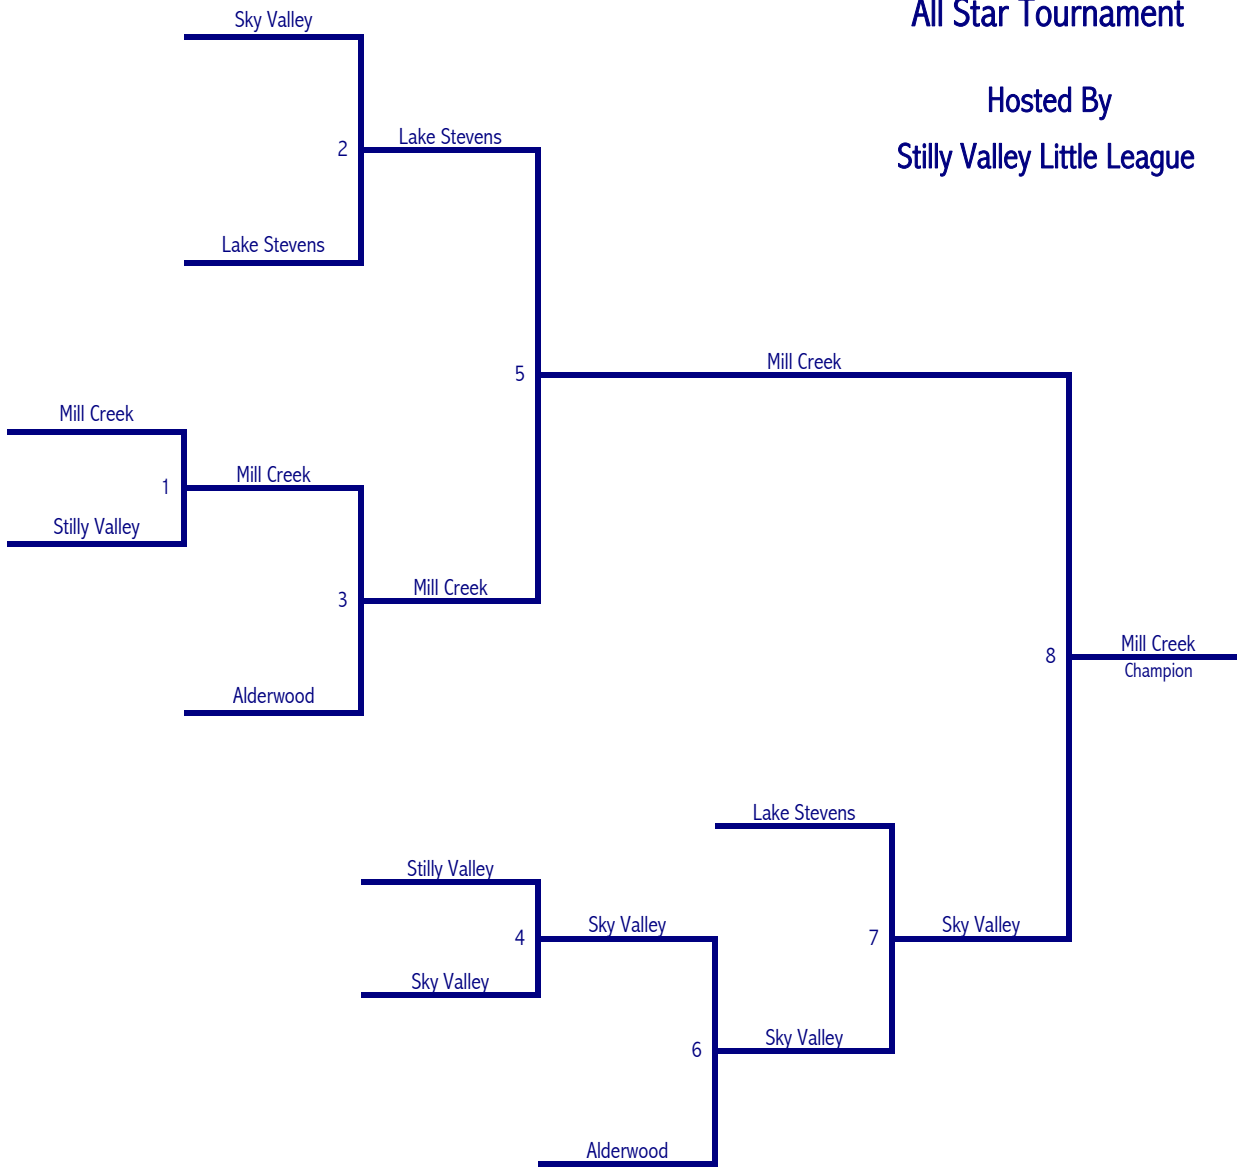 All Star Tournament
Hosted By
Stilly Valley Little League
Sky Valley
2
Lake Stevens
Lake Stevens
5
Mill Creek
Mill Creek
1
Mill Creek
Stilly Valley
3
Mill Creek
Alderwood
8
Mill Creek
Champion
Lake Stevens
Stilly Valley
4
Sky Valley
7
Sky Valley
Sky Valley
6
Sky Valley
Alderwood